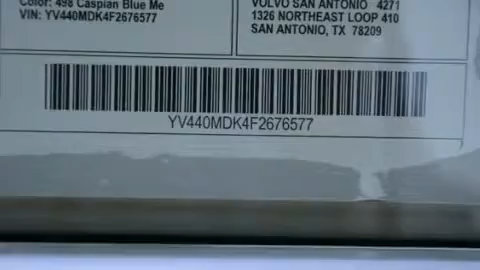 Color: 498 Caspian Blue Me
VIN: YV440MDK4F2676577
VOLVO SAN ANTONIO 4271
1326 NORTHEAST LOOP 410
SAN ANTONIO, TX 78209
YV440MDK4F2676577